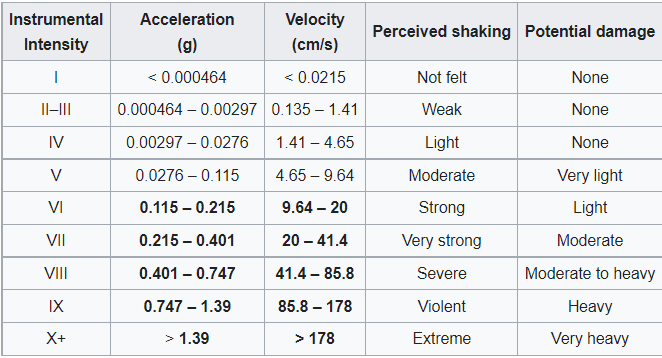 Instrumental Intensity | Acceleration (g) | Velocity (cm/s) | Perceived shaking | Potential damage
I | < 0.000464 | < 0.0215 | Not felt | None
II–III | 0.000464 – 0.00297 | 0.135 – 1.41 | Weak | None
IV | 0.00297 – 0.0276 | 1.41 – 4.65 | Light | None
V | 0.0276 – 0.115 | 4.65 – 9.64 | Moderate | Very light
VI | 0.115 – 0.215 | 9.64 – 20 | Strong | Light
VII | 0.215 – 0.401 | 20 – 41.4 | Very strong | Moderate
VIII | 0.401 – 0.747 | 41.4 – 85.8 | Severe | Moderate to heavy
IX | 0.747 – 1.39 | 85.8 – 178 | Violent | Heavy
X+ | > 1.39 | > 178 | Extreme | Very heavy